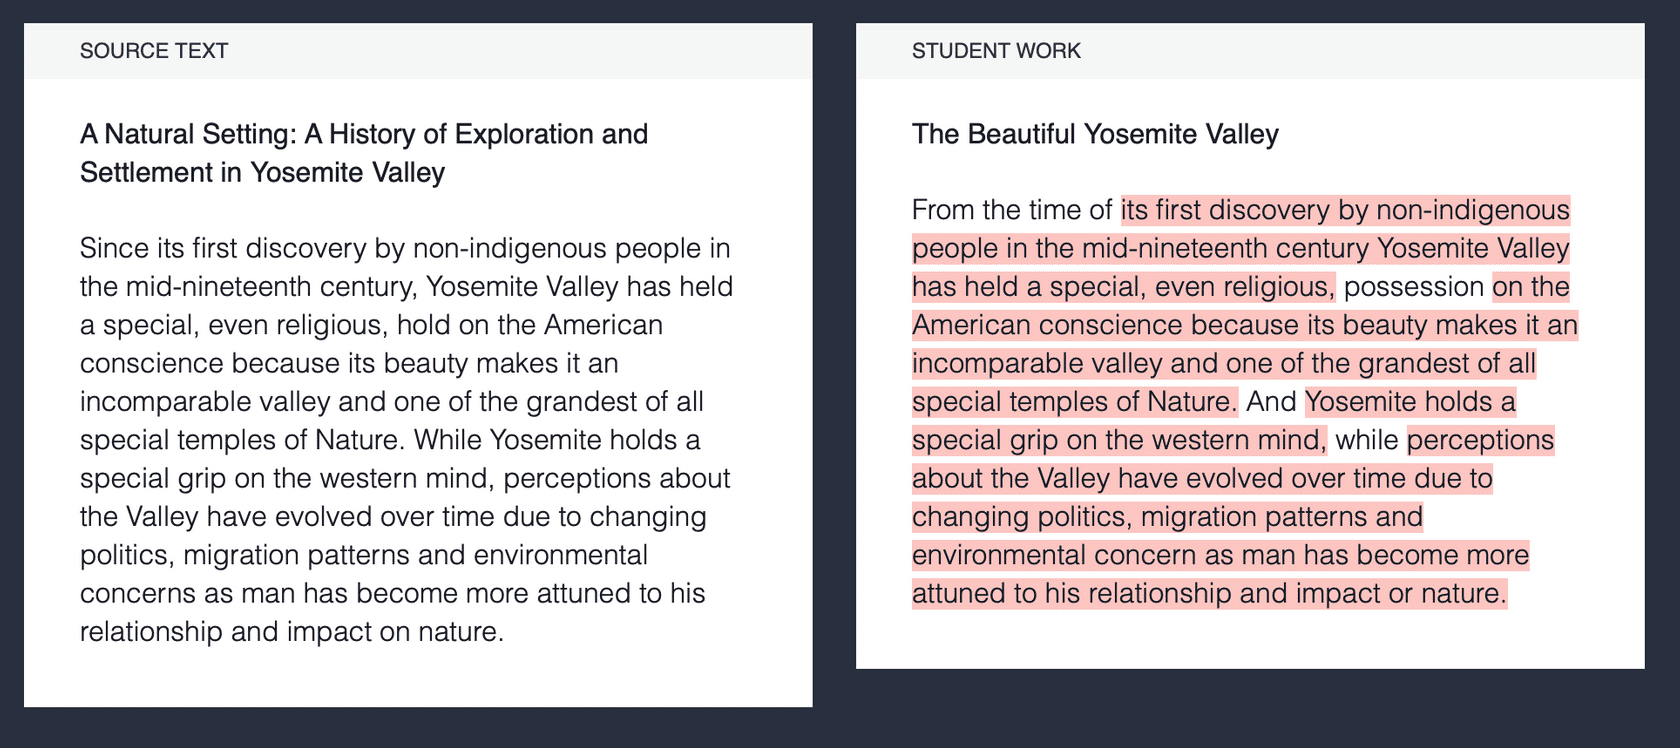 SOURCE TEXT
A Natural Setting: A History of Exploration and
Settlement in Yosemite Valley
Since its first discovery by non-indigenous people in
the mid-nineteenth century, Yosemite Valley has held
a special, even religious, hold on the American
conscience because its beauty makes it an
incomparable valley and one of the grandest of all
special temples of Nature. While Yosemite holds a
special grip on the western mind, perceptions about
the Valley have evolved over time due to changing
politics, migration patterns and environmental
concerns as man has become more attuned to his
relationship and impact on nature.
STUDENT WORK
The Beautiful Yosemite Valley
From the time of its first discovery by non-indigenous
people in the mid-nineteenth century Yosemite Valley
has held a special, even religious, possession on the
American conscience because its beauty makes it an
incomparable valley and one of the grandest of all
special temples of Nature. And Yosemite holds a
special grip on the western mind, while perceptions
about the Valley have evolved over time due to
changing politics, migration patterns and
environmental concern as man has become more
attuned to his relationship and impact or nature.